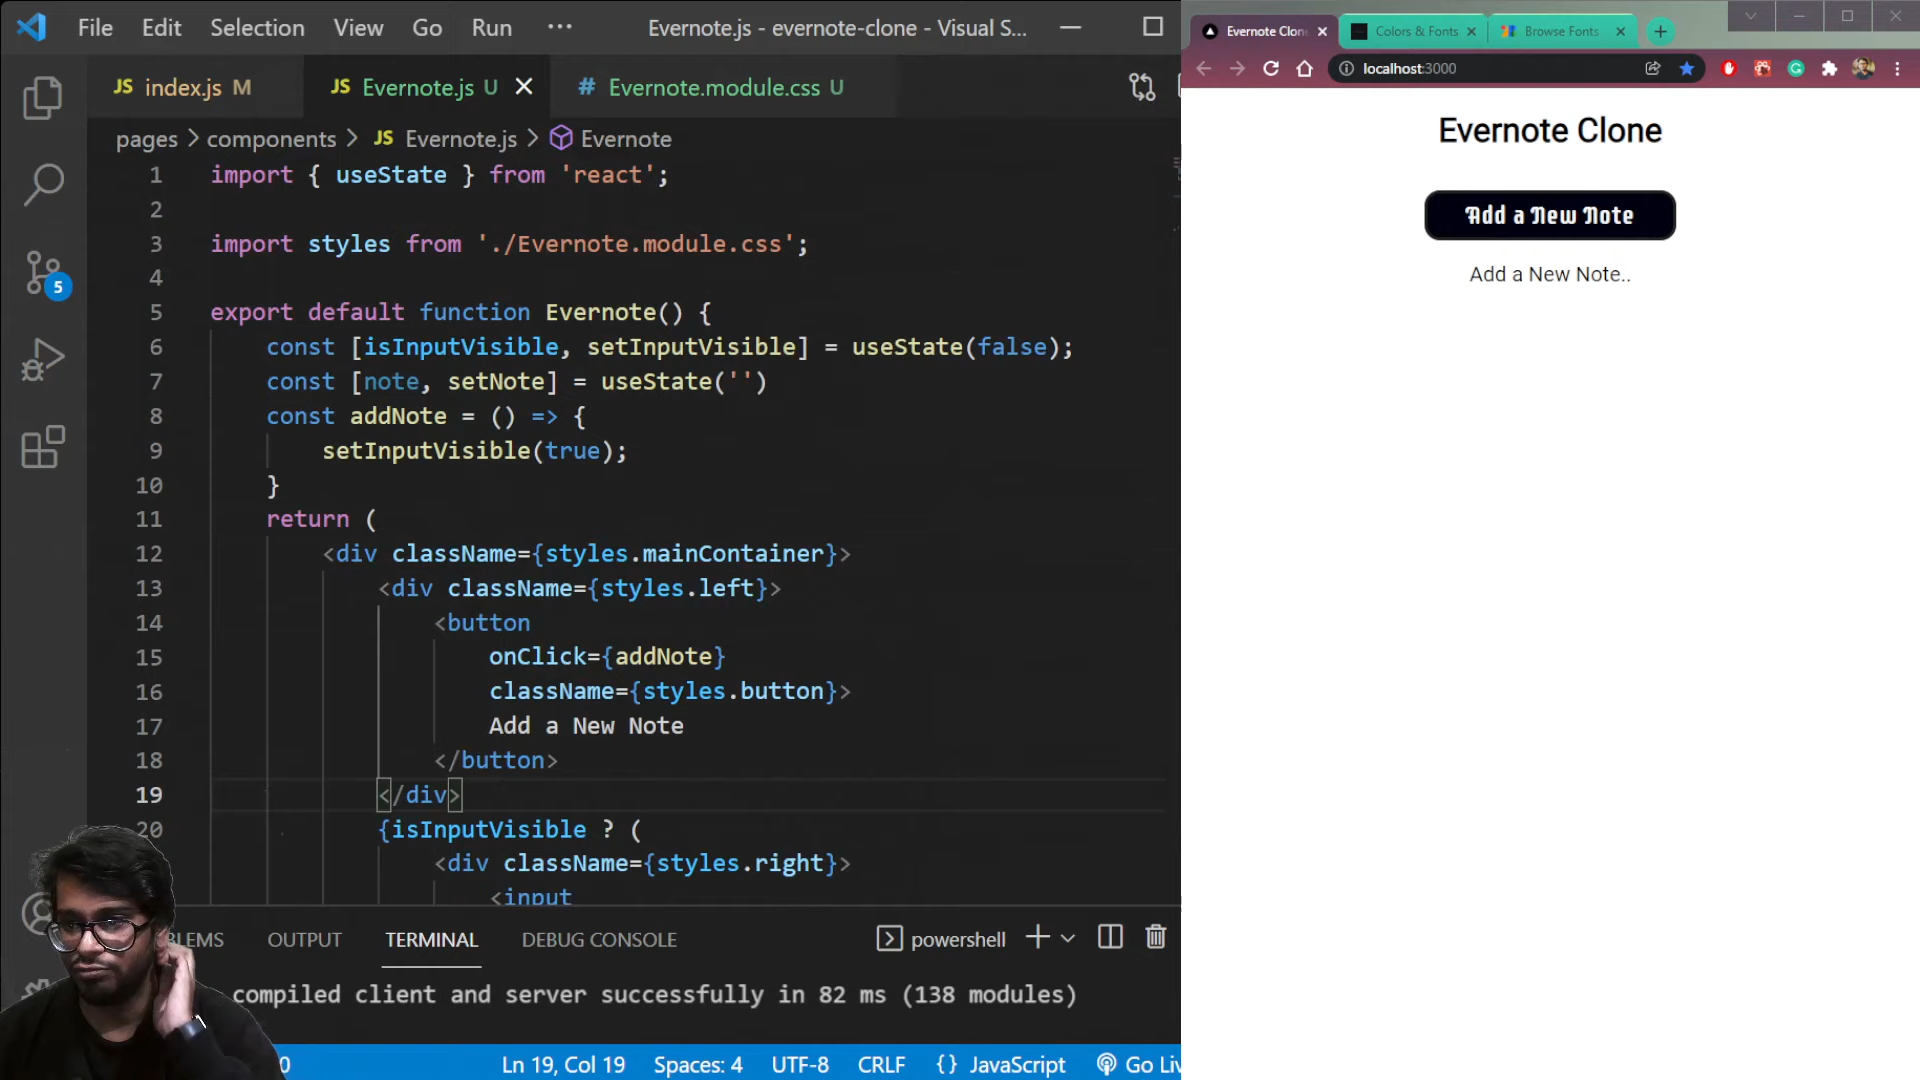 File Edit Selection View Go Run ··· Evernote.js - evernote-clone - Visual S...
JS index.js M JS Evernote.js U # Evernote.module.css U
pages > components > JS Evernote.js > Evernote
1 import { useState } from 'react';
2
3 import styles from './Evernote.module.css';
4
5 export default function Evernote() {
6 const [isInputVisible, setInputVisible] = useState(false);
7 const [note, setNote] = useState('')
8 const addNote = () => {
9 setInputVisible(true);
10 }
11 return (
12 <div className={styles.mainContainer}>
13 <div className={styles.left}>
14 <button
15 onClick={addNote}
16 className={styles.button}>
17 Add a New Note
18 </button>
19 </div>
20 {isInputVisible ? (
<div className={styles.right}>
<input
5
BLEMS OUTPUT TERMINAL DEBUG CONSOLE powershell
compiled client and server successfully in 82 ms (138 modules)
0 Ln 19, Col 19 Spaces: 4 UTF-8 CRLF {} JavaScript Go Li
Evernote Clon Colors & Fonts Browse Fonts
localhost:3000
Evernote Clone
Add a New Note
Add a New Note..